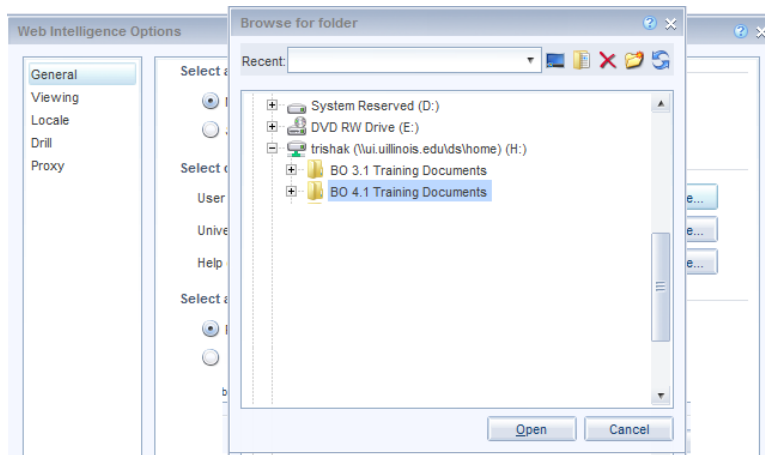 Web Intelligence Options
Browse for folder
General
Viewing
Locale
Drill
Proxy
Select
Select
User
Help
Select
Recent:
System Reserved (D:)
DVD RW Drive (E:)
trishak (\\ui.uillinois.edu\ds\home) (H:)
BO 3.1 Training Documents
BO 4.1 Training Documents
e...
e...
e...
Open
Cancel